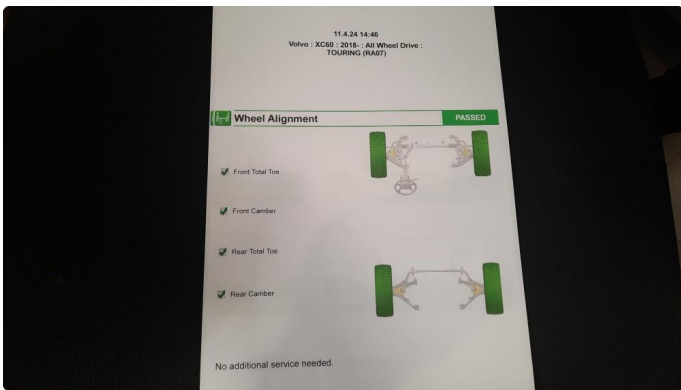 11.4.24 14:46
Volvo : XC60 : 2018- : All Wheel Drive :
TOURING (RA07)
Wheel Alignment
PASSED
Front Total Toe
Front Camber
Rear Total Toe
Rear Camber
No additional service needed.